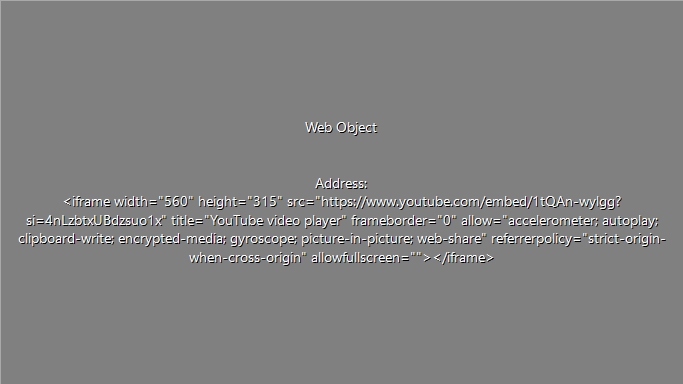 Web Object
Address:
<iframe width="560" height="315" src="https://www.youtube.com/embed/1tQAn-wylgg?
si=4nLzbtxUBdzsuo1x" title="YouTube video player" frameborder="0" allow="accelerometer; autoplay;
clipboard-write; encrypted-media; gyroscope; picture-in-picture; web-share" referrerpolicy="strict-origin-
when-cross-origin" allowfullscreen=""></iframe>